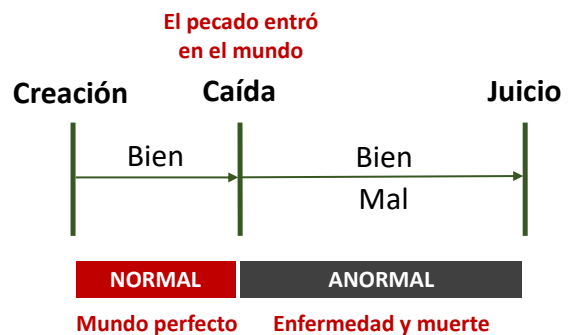 El pecado entró
en el mundo
Creación Caída Juicio
Bien Bien
Mal
NORMAL ANORMAL
Mundo perfecto Enfermedad y muerte